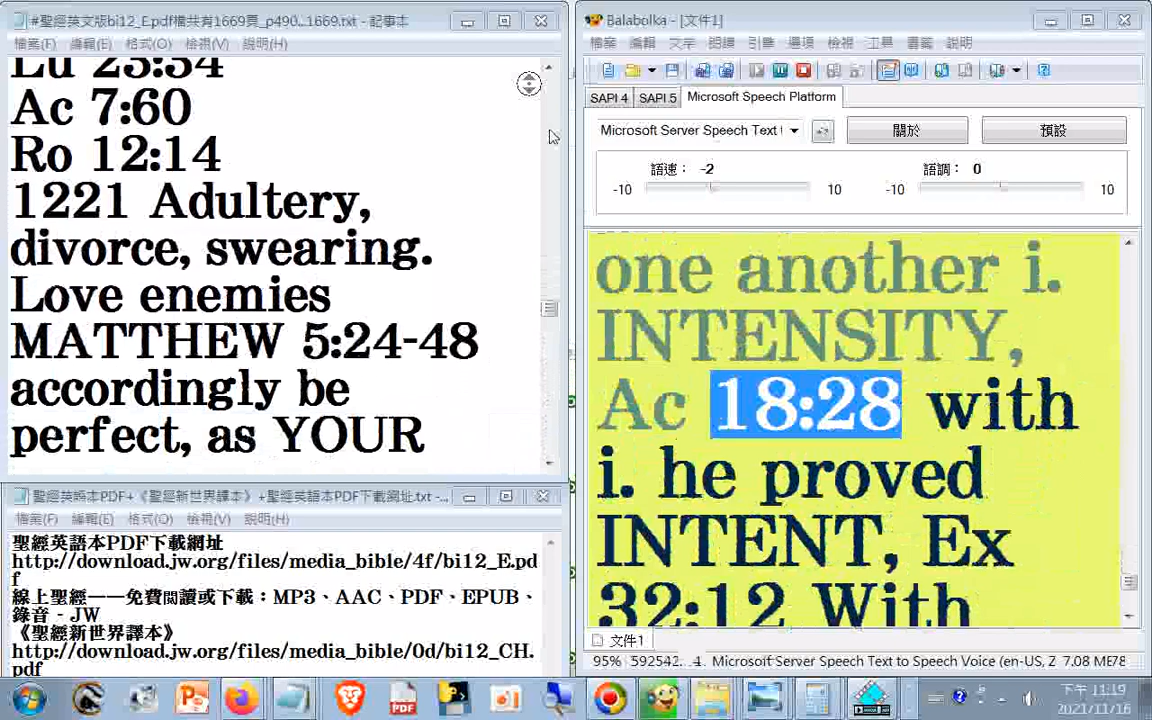 #聖經英文版bi12_E.pdf檔共有1669頁_p490...1669.txt - 記事本
檔案(F) 編輯(E) 格式(O) 檢視(V) 說明(H)
Lu 23:34
Ac 7:60
Ro 12:14
1221 Adultery,
divorce, swearing.
Love enemies
MATTHEW 5:24-48
accordingly be
perfect, as YOUR
聖經英語本PDF+《聖經新世界譯本》+聖經英語本PDF下載網址.txt - ...
檔案(F) 編輯(E) 格式(O) 檢視(V) 說明(H)
聖經英語本PDF下載網址
http://download.jw.org/files/media_bible/4f/bi12_E.pd
f
線上聖經——免費閱讀或下載：MP3、AAC、PDF、EPUB、
錄音 - JW
《聖經新世界譯本》
http://download.jw.org/files/media_bible/0d/bi12_CH.
pdf
Balabolka - [文件1]
檔案 編輯 文字 朗讀 引擎 選項 檢視 工具 書籤 說明
SAPI 4 SAPI 5 Microsoft Speech Platform
Microsoft Server Speech Text 關於 預設
語速： -2 語調： 0
-10 10 -10 10
one another i.
INTENSITY,
Ac 18:28 with
i. he proved
INTENT, Ex
32:12 With
文件1
95% 592542... 4. Microsoft Server Speech Text to Speech Voice (en-US, Z 7.08 ME78
PDF
下午 11:19
2021/11/16